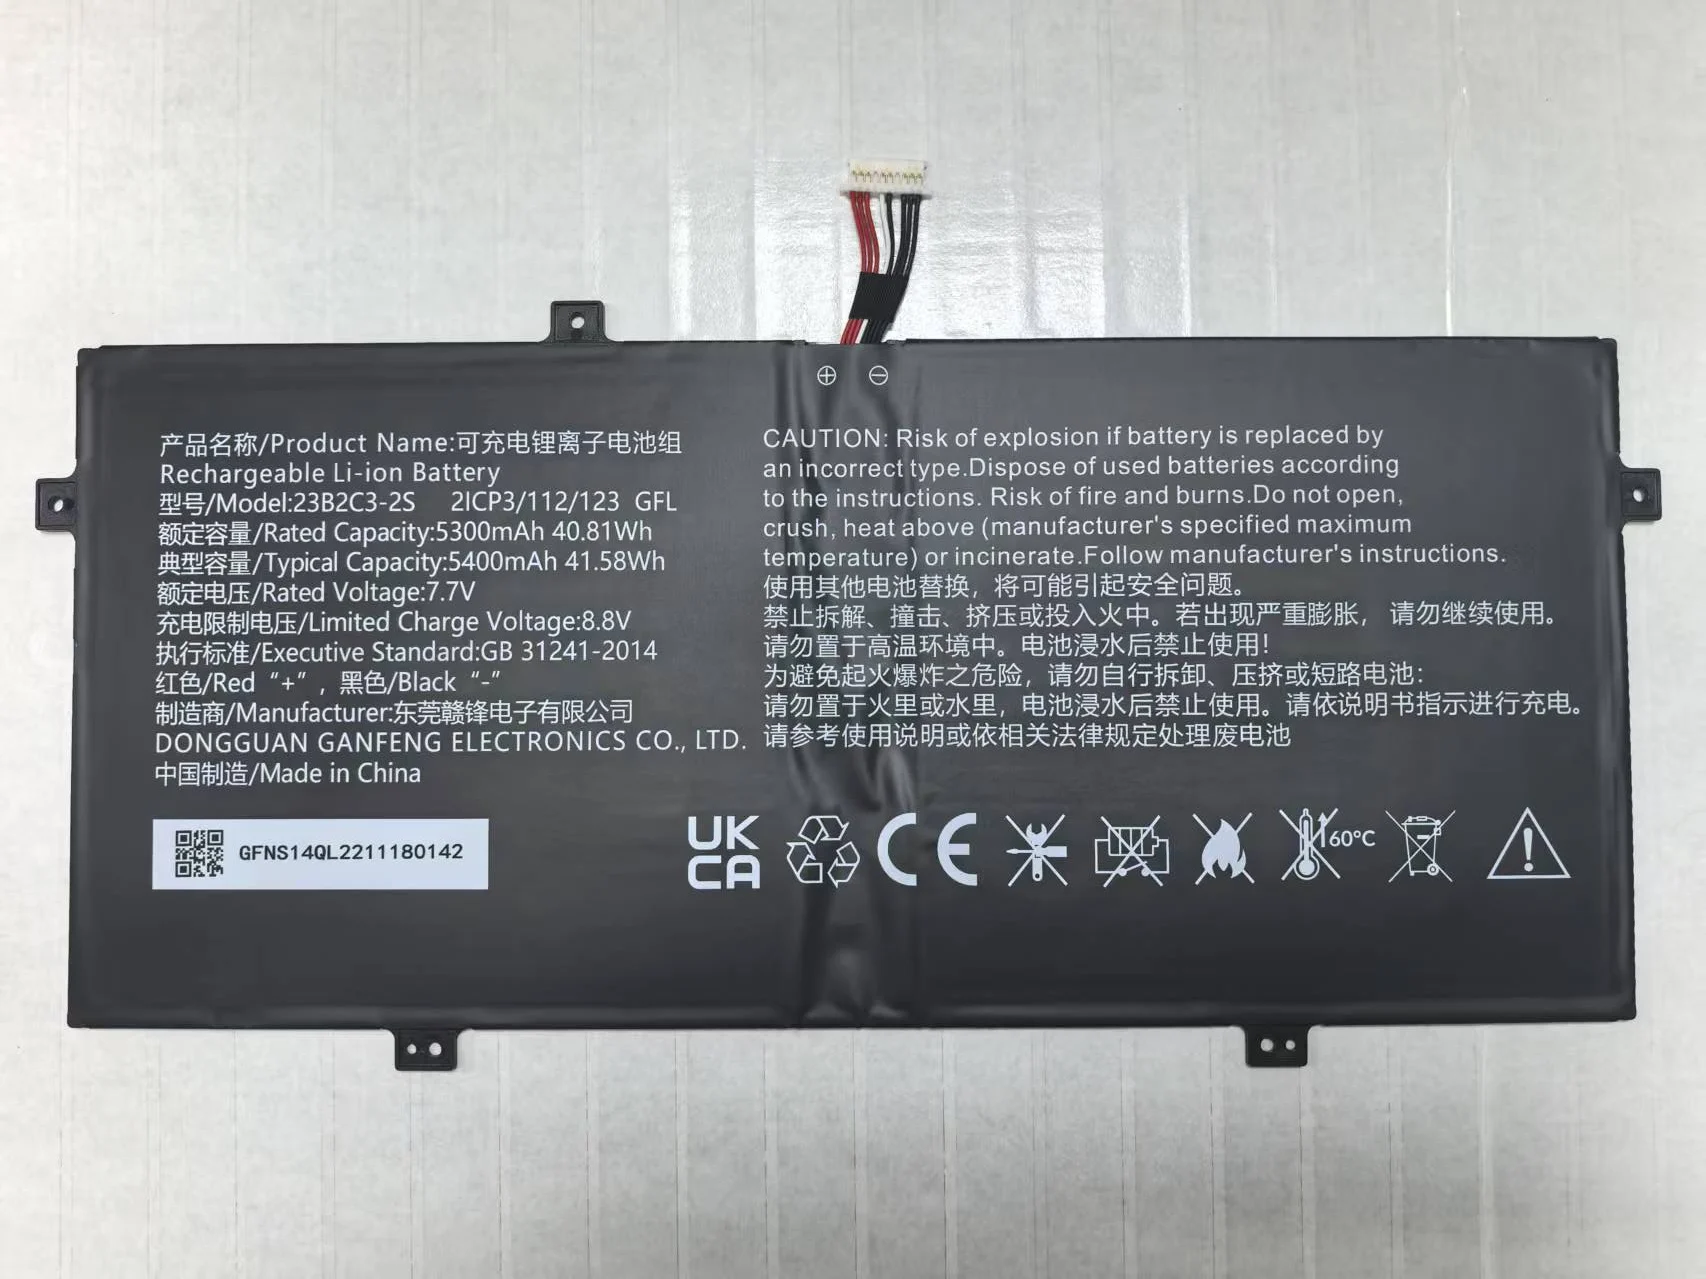 ⊕ ⊖
产品名称/Product Name:可充电锂离子电池组
Rechargeable Li-ion Battery
型号/Model:23B2C3-2S 2ICP3/112/123 GFL
额定容量/Rated Capacity:5300mAh 40.81Wh
典型容量/Typical Capacity:5400mAh 41.58Wh
额定电压/Rated Voltage:7.7V
充电限制电压/Limited Charge Voltage:8.8V
执行标准/Executive Standard:GB 31241-2014
红色/Red “+”, 黑色/Black “-”
制造商/Manufacturer:东莞赣锋电子有限公司
DONGGUAN GANFENG ELECTRONICS CO., LTD.
中国制造/Made in China
GFNS14QL2211180142
CAUTION: Risk of explosion if battery is replaced by
an incorrect type.Dispose of used batteries according
to the instructions. Risk of fire and burns.Do not open,
crush, heat above (manufacturer's specified maximum
temperature) or incinerate.Follow manufacturer's instructions.
使用其他电池替换，将可能引起安全问题。
禁止拆解、撞击、挤压或投入火中。若出现严重膨胀， 请勿继续使用。
请勿置于高温环境中。电池浸水后禁止使用！
为避免起火爆炸之危险，请勿自行拆卸、压挤或短路电池：
请勿置于火里或水里，电池浸水后禁止使用。请依说明书指示进行充电。
请参考使用说明或依相关法律规定处理废电池
UK
CA
CE
60°C